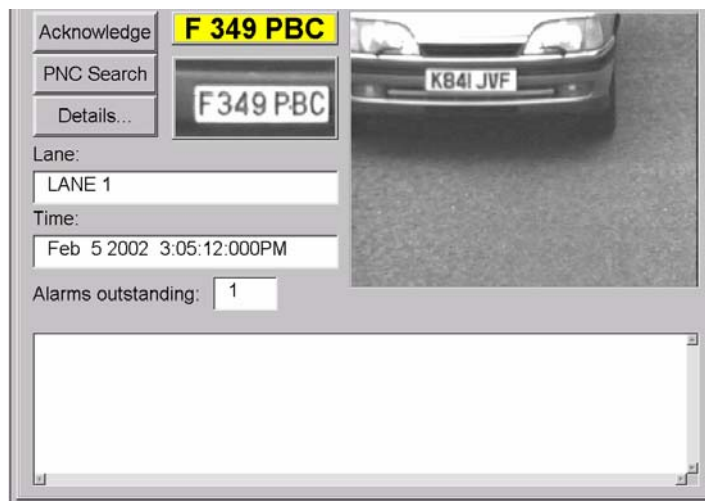 Acknowledge
F 349 PBC
PNC Search
F349 PBC
K841 JVF
Details...
Lane:
LANE 1
Time:
Feb 5 2002 3:05:12:000PM
Alarms outstanding: 1